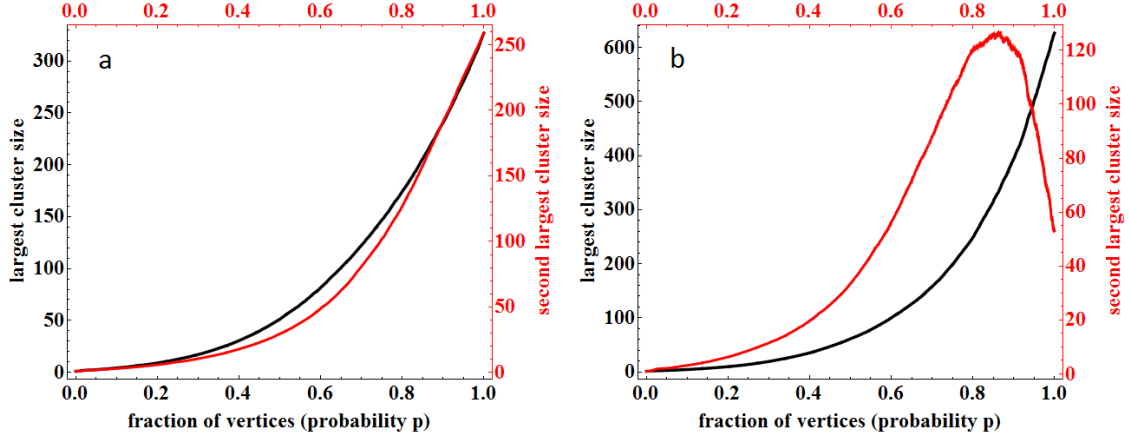 0.0 0.2 0.4 0.6 0.8 1.0
a
300
250
200
150
100
50
0
largest cluster size
250
200
150
100
50
0
second largest cluster size
0.0 0.2 0.4 0.6 0.8 1.0
fraction of vertices (probability p)
0.0 0.2 0.4 0.6 0.8 1.0
b
600
500
400
300
200
100
0
largest cluster size
120
100
80
60
40
20
0
second largest cluster size
0.0 0.2 0.4 0.6 0.8 1.0
fraction of vertices (probability p)